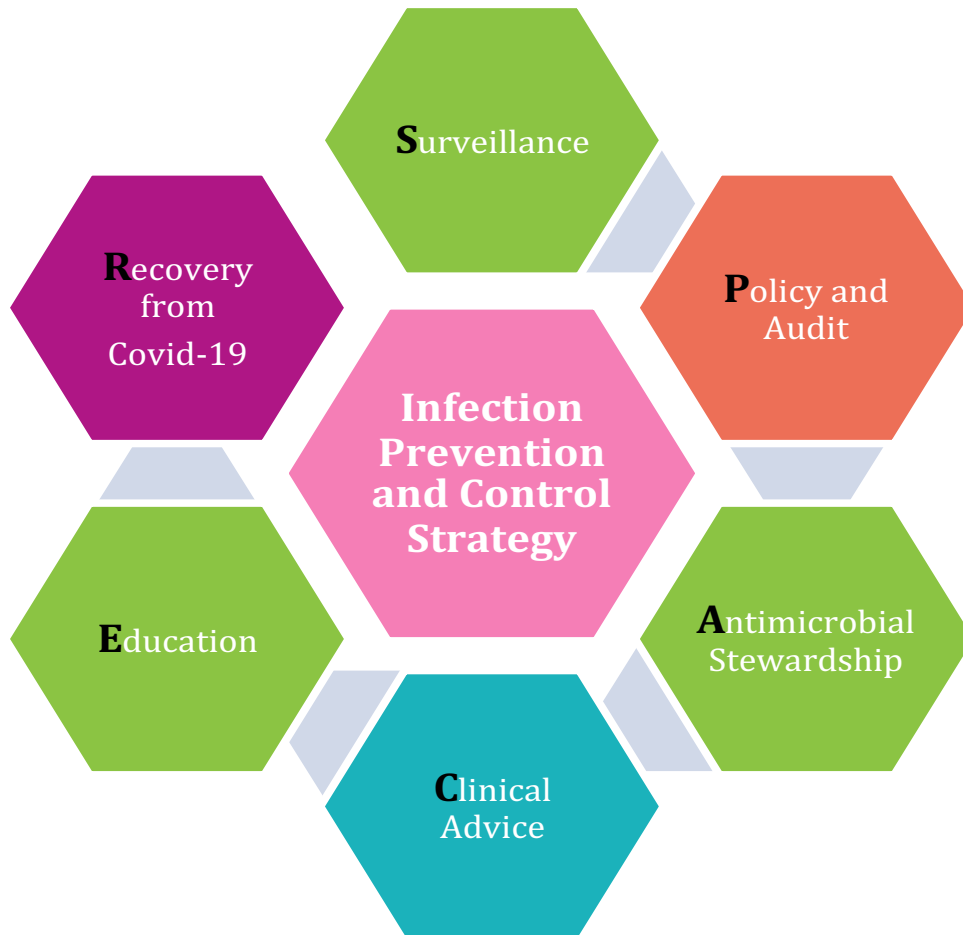 Surveillance
Policy and
Audit
Antimicrobial
Stewardship
Clinical
Advice
Education
Recovery
from
Covid-19
Infection
Prevention
and Control
Strategy